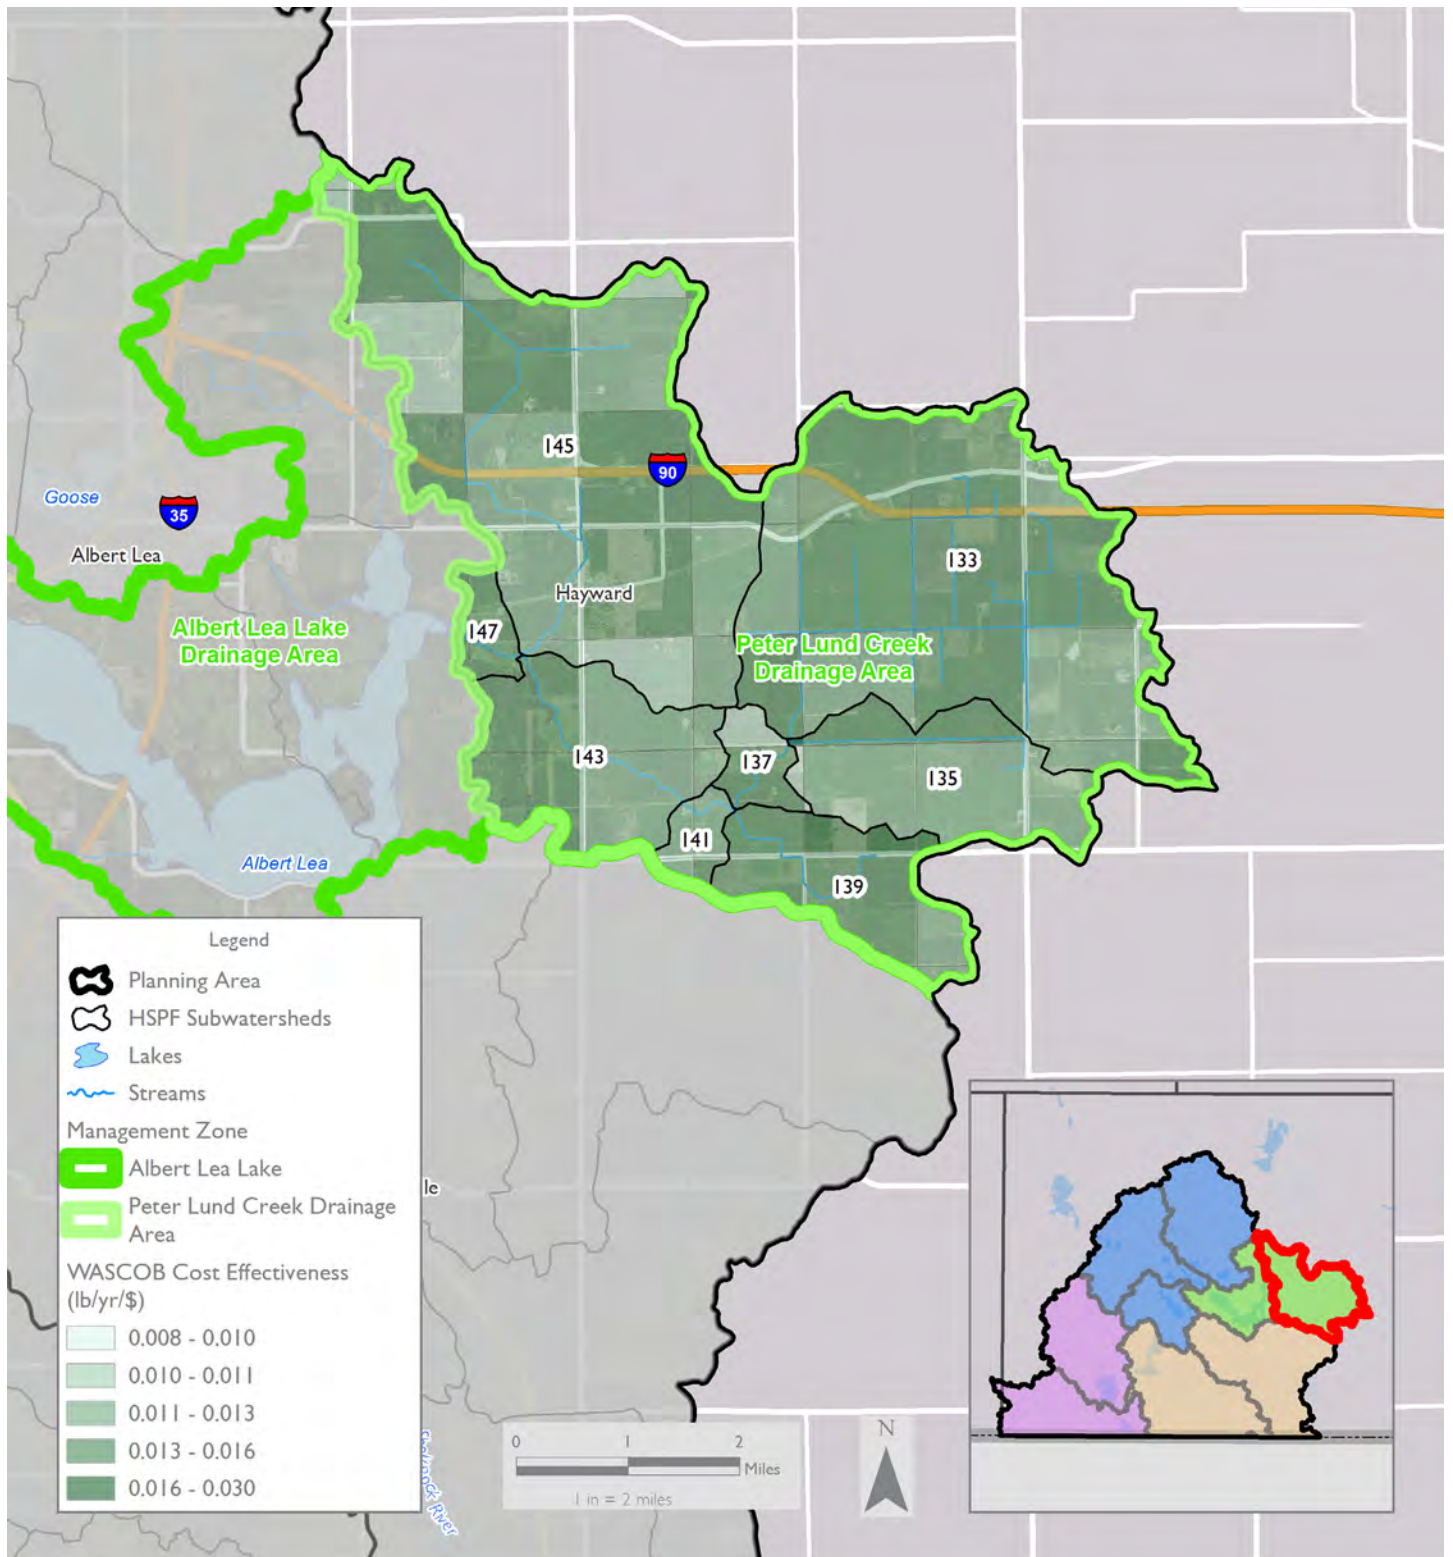 145
90
Goose
35
Albert Lea
133
Hayward
Albert Lea Lake
Drainage Area
147
Peter Lund Creek
Drainage Area
143
137
135
141
Albert Lea
139
Legend
Planning Area
HSPF Subwatersheds
Lakes
Streams
Management Zone
Albert Lea Lake
Peter Lund Creek Drainage
Area
WASCOB Cost Effectiveness
(lb/yr/$)
0.008 - 0.010
0.010 - 0.011
0.011 - 0.013
0.013 - 0.016
0.016 - 0.030
le
River
0 1 2
Miles
1 in = 2 miles
N